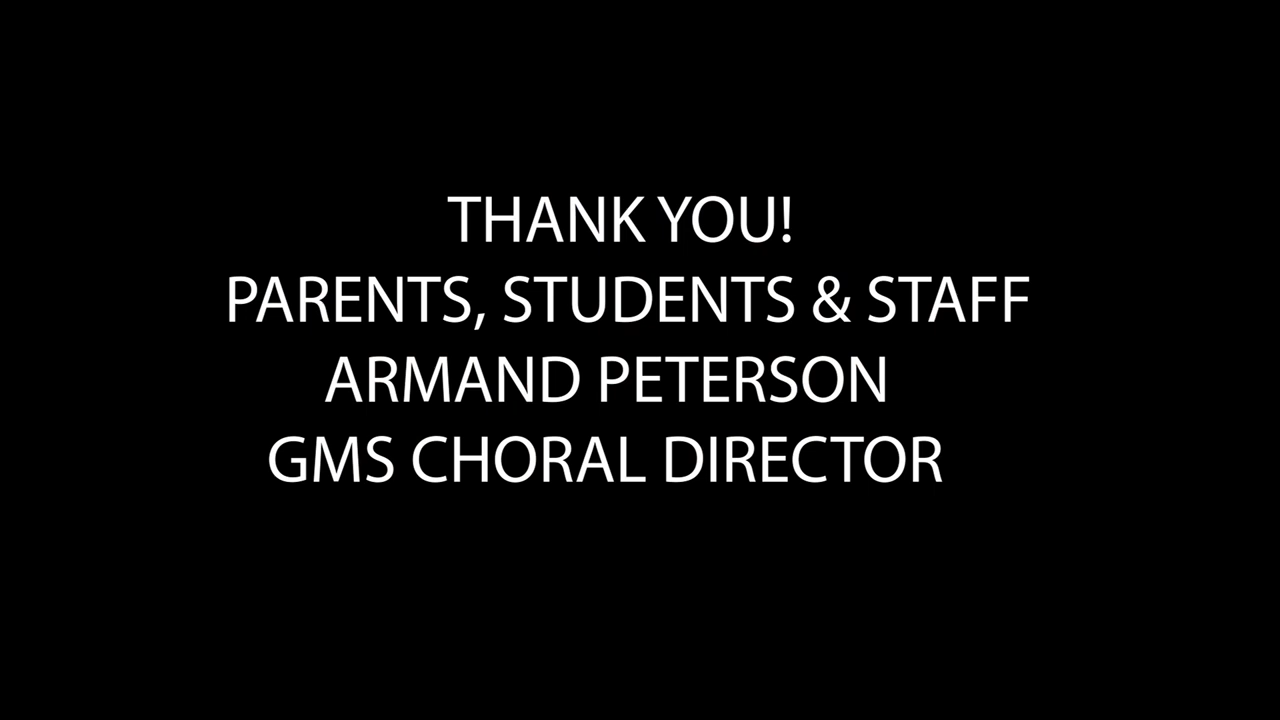 THANK YOU!
PARENTS, STUDENTS & STAFF
ARMAND PETERSON
GMS CHORAL DIRECTOR